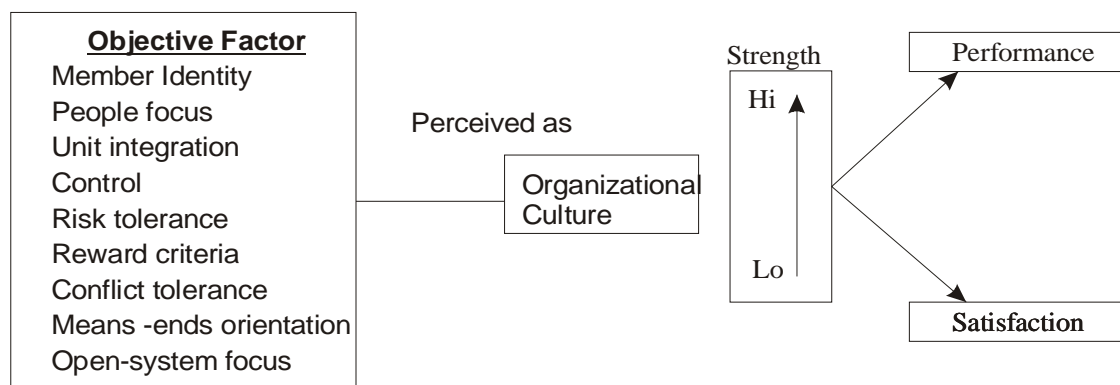 Objective Factor
Member Identity
People focus
Unit integration
Control
Risk tolerance
Reward criteria
Conflict tolerance
Means -ends orientation
Open-system focus
Perceived as
Organizational
Culture
Strength
Hi
Lo
Performance
Satisfaction